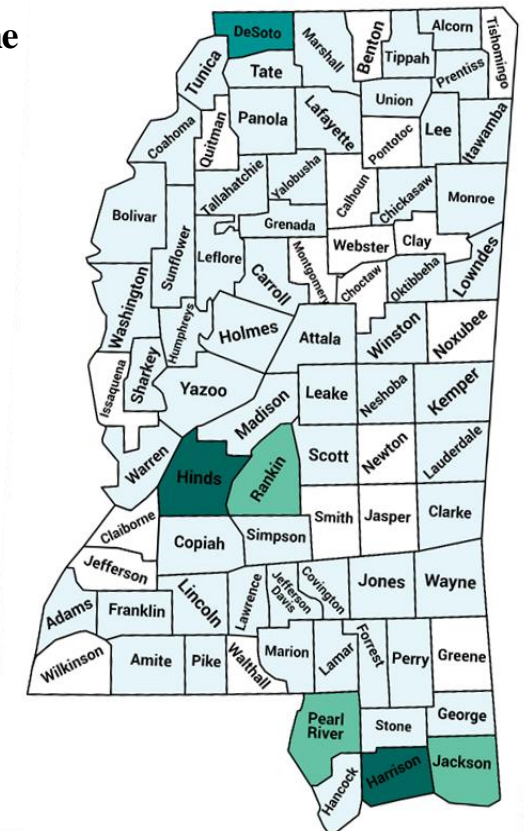 ne
DeSoto
Marshall
Benton
Tippah
Alcorn
Tishomingo
Prentiss
Tunica
Tate
Union
Coahoma
Quitman
Panola
Lafayette
Pontotoc
Lee
Itawamba
Bolivar
Sunflower
Tallahatchie
Yalobusha
Calhoun
Chickasaw
Monroe
Grenada
Leflore
Webster
Clay
Montgomery
Choctaw
Oktibbeha
Lowndes
Washington
Humphreys
Carroll
Holmes
Attala
Winston
Noxubee
Issaquena
Sharkey
Yazoo
Madison
Leake
Neshoba
Kemper
Warren
Hinds
Rankin
Scott
Newton
Lauderdale
Claiborne
Copiah
Simpson
Smith
Jasper
Clarke
Jefferson
Adams
Franklin
Lincoln
Lawrence
Jefferson
Davis
Covington
Jones
Wayne
Wilkinson
Amite
Pike
Walthall
Marion
Lamar
Forrest
Perry
Greene
Pearl
River
Stone
George
Hancock
Harrison
Jackson